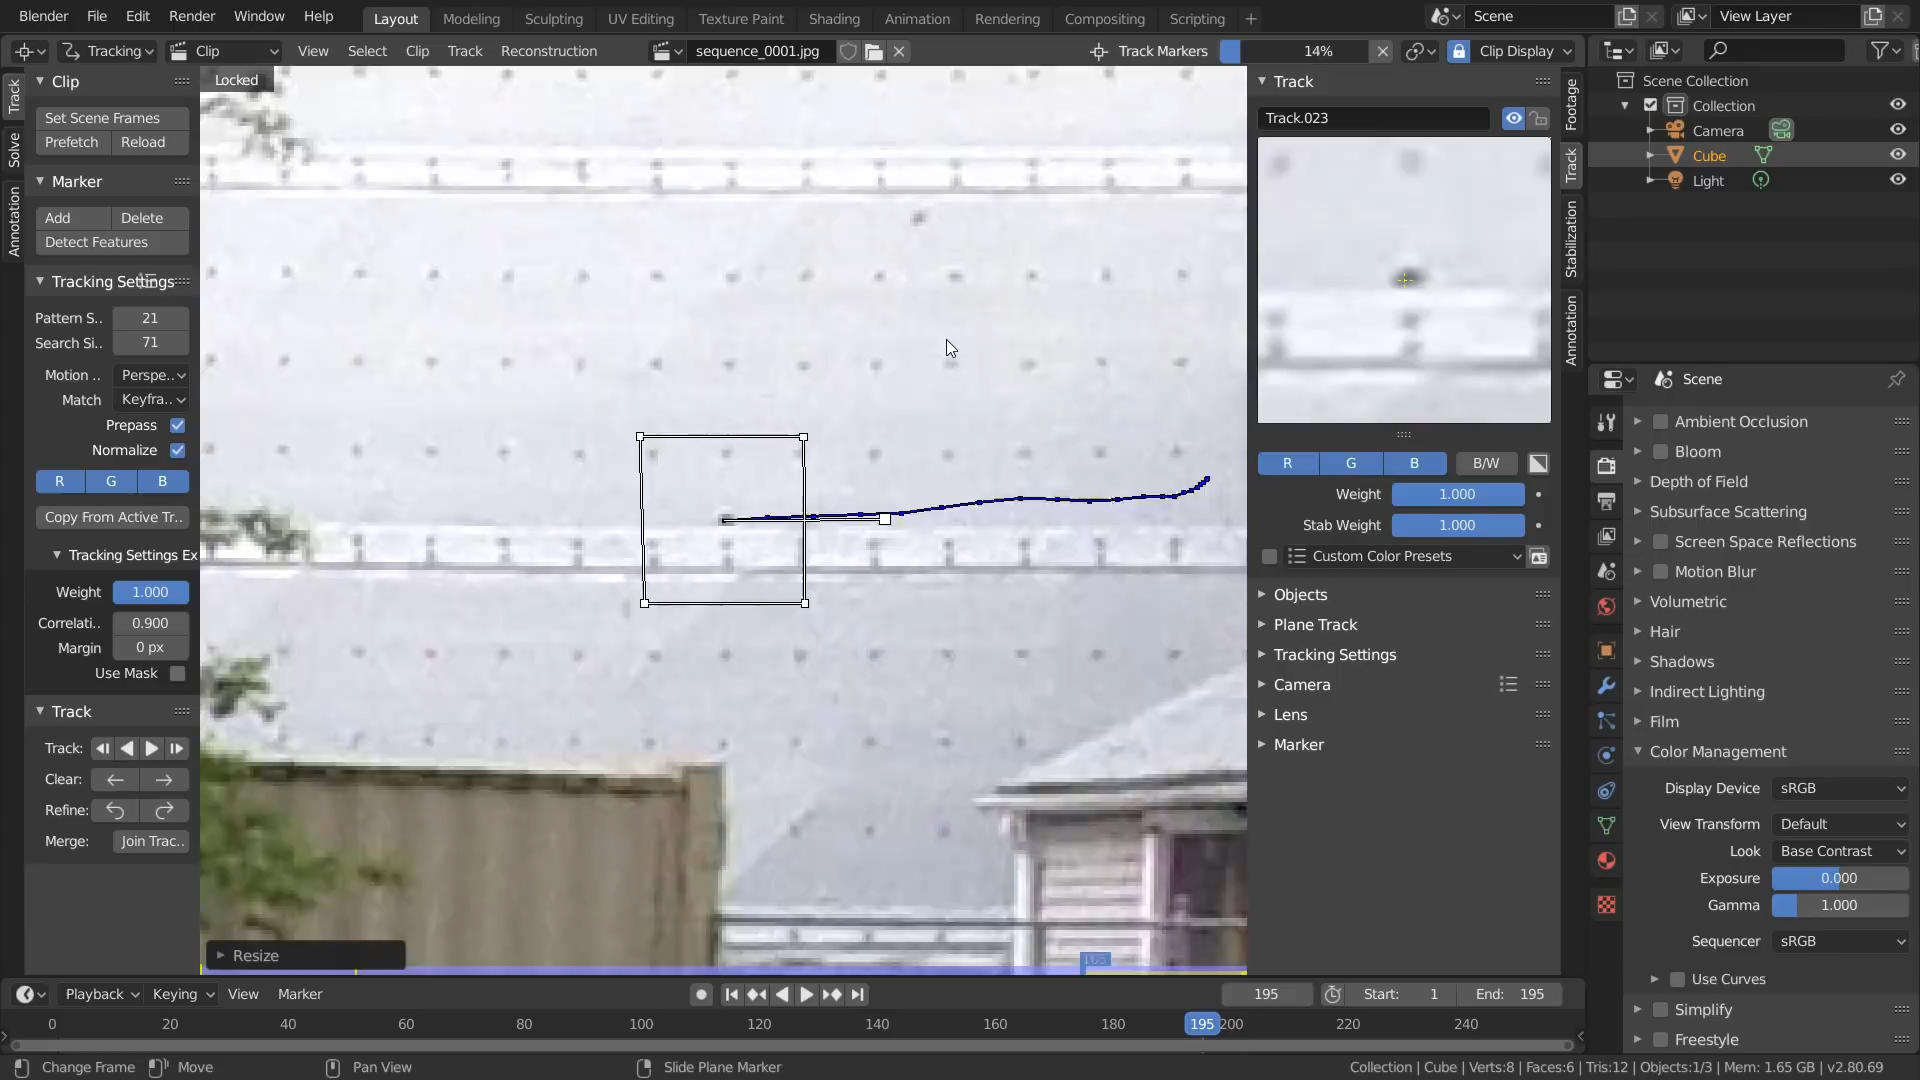 Blender File Edit Render Window Help Layout Modeling Sculpting UV Editing Texture Paint Shading Animation Rendering Compositing Scripting + Scene View Layer
Tracking Clip View Select Clip Track Reconstruction sequence_0001.jpg Track Markers 14% Clip Display
Locked
Track
Solve
Annotation
Clip
Set Scene Frames
Prefetch Reload
Marker
Add Delete
Detect Features
Tracking Settings
Pattern S.. 21
Search Si.. 71
Motion .. Perspe..
Match Keyfra..
Prepass
Normalize
R G B
Copy From Active Tr..
Tracking Settings Ex
Weight 1.000
Correlati.. 0.900
Margin 0 px
Use Mask
Track
Track:
Clear:
Refine:
Merge: Join Trac..
Resize
165
Track
Track.023
R G B B/W
Weight 1.000
Stab Weight 1.000
Custom Color Presets
Objects
Plane Track
Tracking Settings
Camera
Lens
Marker
Footage
Track
Stabilization
Annotation
Scene Collection
Collection
Camera
Cube
Light
Scene
Ambient Occlusion
Bloom
Depth of Field
Subsurface Scattering
Screen Space Reflections
Motion Blur
Volumetric
Hair
Shadows
Indirect Lighting
Film
Color Management
Display Device sRGB
View Transform Default
Look Base Contrast
Exposure 0.000
Gamma 1.000
Sequencer sRGB
Use Curves
Simplify
Freestyle
Playback Keying View Marker 195 Start: 1 End: 195
0 20 40 60 80 100 120 140 160 180 195 200 220 240
Change Frame Move Pan View Slide Plane Marker Collection | Cube | Verts:8 | Faces:6 | Tris:12 | Objects:1/3 | Mem: 1.65 GB | v2.80.69